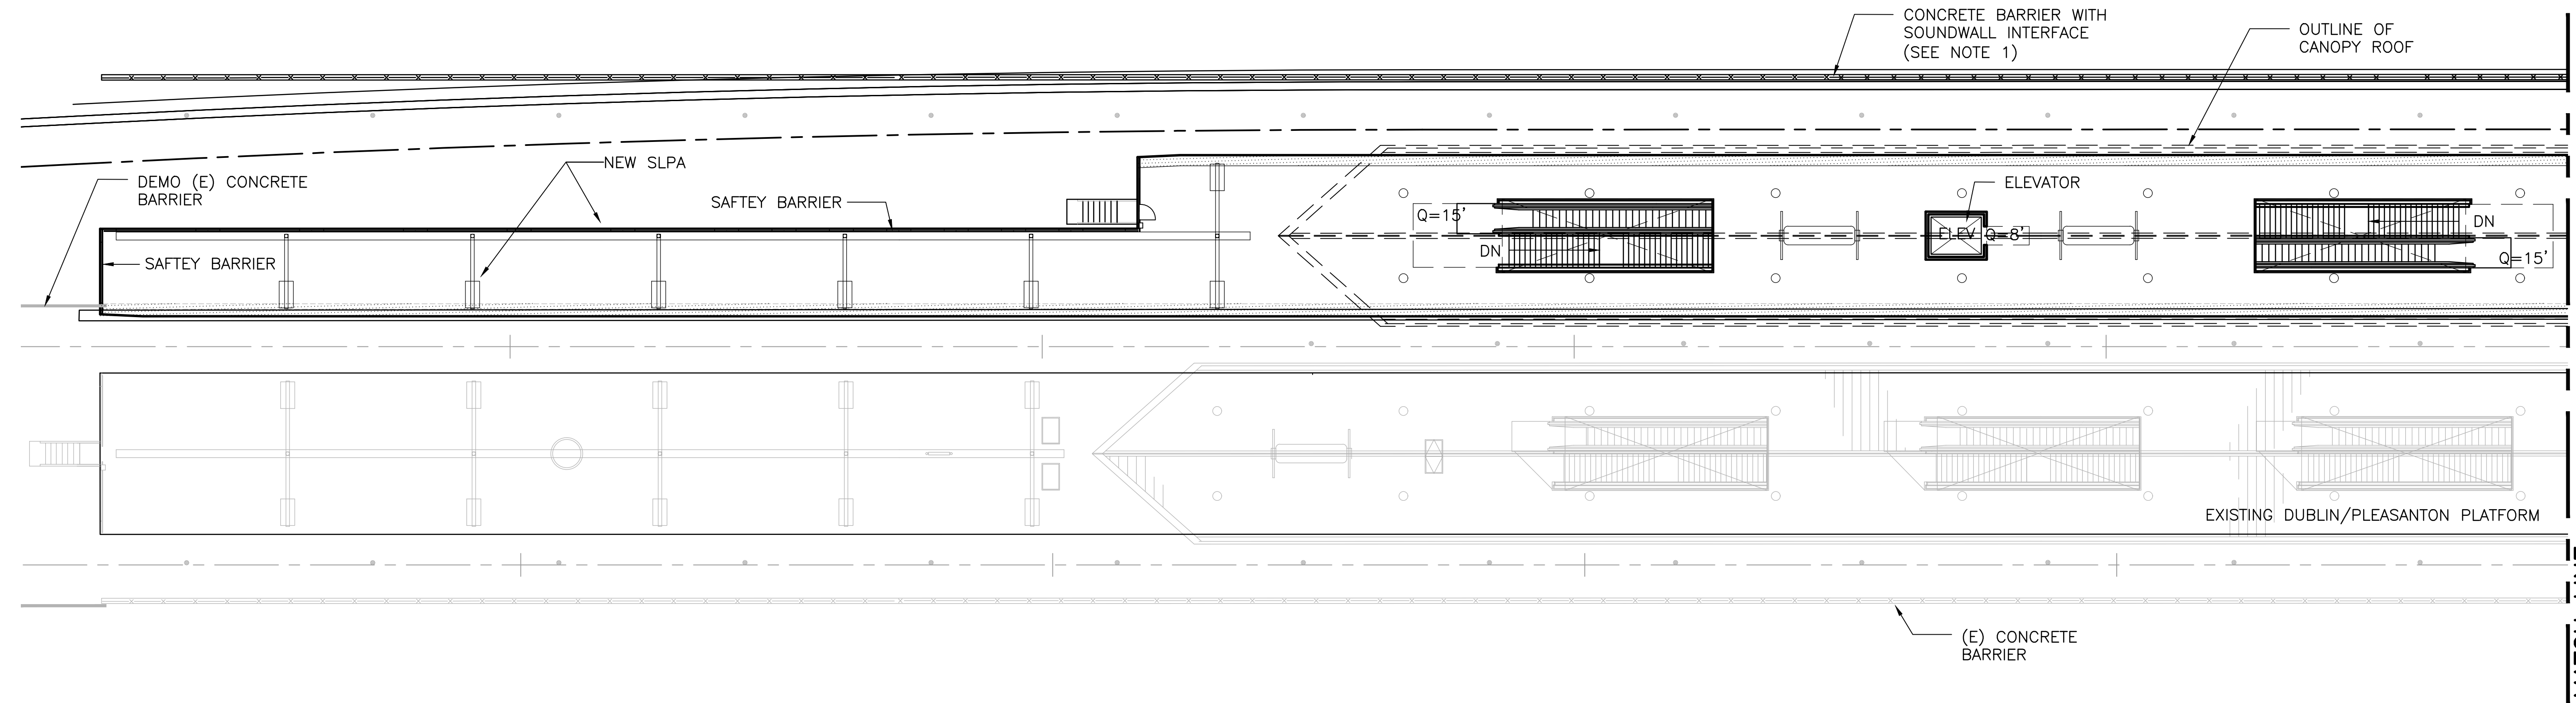 CONCRETE BARRIER WITH
SOUNDWALL INTERFACE
(SEE NOTE 1)
OUTLINE OF
CANOPY ROOF
NEW SLPA
DEMO (E) CONCRETE
BARRIER
SAFTEY BARRIER
ELEVATOR
Q=15'
DN
ELEV
Q=8'
DN
Q=15'
SAFTEY BARRIER
EXISTING DUBLIN/PLEASANTON PLATFORM
(E) CONCRETE
BARRIER